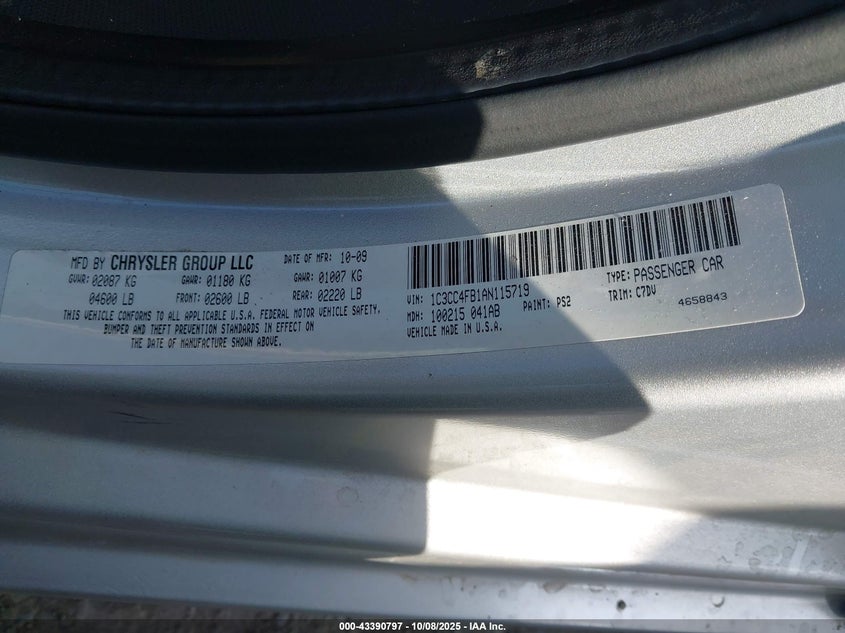 MFD BY CHRYSLER GROUP LLC DATE OF MFR: 10-09
GVWR: 02087 KG GAWR: 01180 KG GAWR: 01007 KG
04600 LB FRONT: 02600 LB REAR: 02220 LB
THIS VEHICLE CONFORMS TO ALL APPLICABLE U.S.A. FEDERAL MOTOR VEHICLE SAFETY,
BUMPER AND THEFT PREVENTION STANDARDS IN EFFECT ON
THE DATE OF MANUFACTURE SHOWN ABOVE.
VIN: 1C3CC4FB1AN115719 TYPE: PASSENGER CAR
MDH: 100215 041AB PAINT: PS2 TRIM: C7DV
VEHICLE MADE IN U.S.A. 4658843
000-43390797 - 10/08/2025 - IAA Inc.